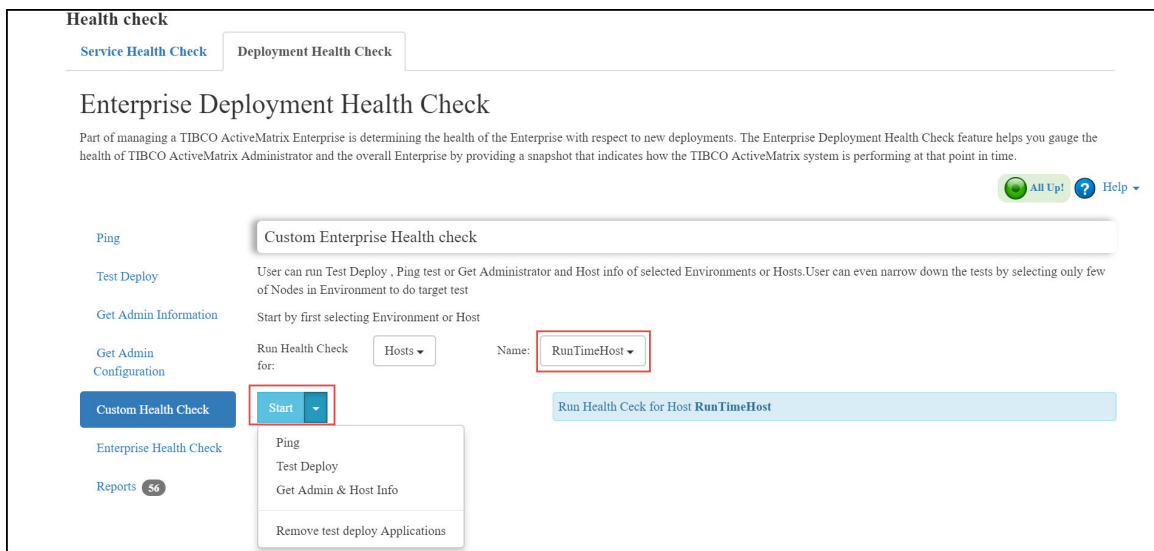 Health check
Service Health Check
Deployment Health Check
Enterprise Deployment Health Check
Part of managing a TIBCO ActiveMatrix Enterprise is determining the health of the Enterprise with respect to new deployments. The Enterprise Deployment Health Check feature helps you gauge the
health of TIBCO ActiveMatrix Administrator and the overall Enterprise by providing a snapshot that indicates how the TIBCO ActiveMatrix system is performing at that point in time.
All Up!
?
Help
Ping
Test Deploy
Get Admin Information
Get Admin
Configuration
Custom Health Check
Enterprise Health Check
Reports 56
Custom Enterprise Health check
User can run Test Deploy , Ping test or Get Administrator and Host info of selected Environments or Hosts.User can even narrow down the tests by selecting only few
of Nodes in Environment to do target test
Start by first selecting Environment or Host
Run Health Check
for:
Hosts
Name:
RunTimeHost
Start
Run Health Ceck for Host RunTimeHost
Ping
Test Deploy
Get Admin & Host Info
Remove test deploy Applications